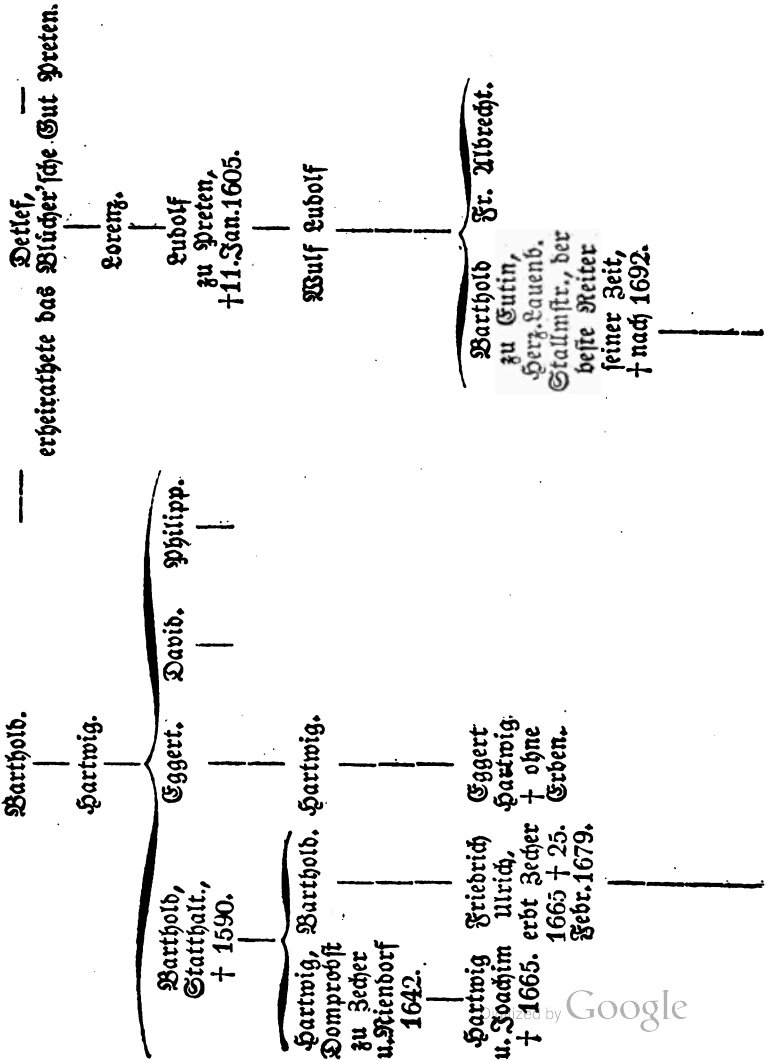 Barthold.
Hartwig.
Barthold,
Statthalt.,
† 1590.
Eggert.
David.
Philipp.
Hartwig,
Domprobst
zu Zecher
u. Niendorf
1642.
Barthold.
Hartwig.
Hartwig
u. Joachim
† 1665.
Friedrich
Ulrich,
erbt Zecher
1665 † 25.
Febr. 1679.
Eggert
Hartwig
† ohne
Erben.
Detlef,
erheirathete das Blücher'sche Gut Preten.
Lorenz.
Ludolf
zu Preten,
† 11. Jan. 1605.
Wulf Ludolf
Barthold
zu Eutin,
Herz. Lauenb.
Stallmstr., der
beste Reiter
seiner Zeit,
† nach 1692.
Fr. Albrecht.
Digitized by Google